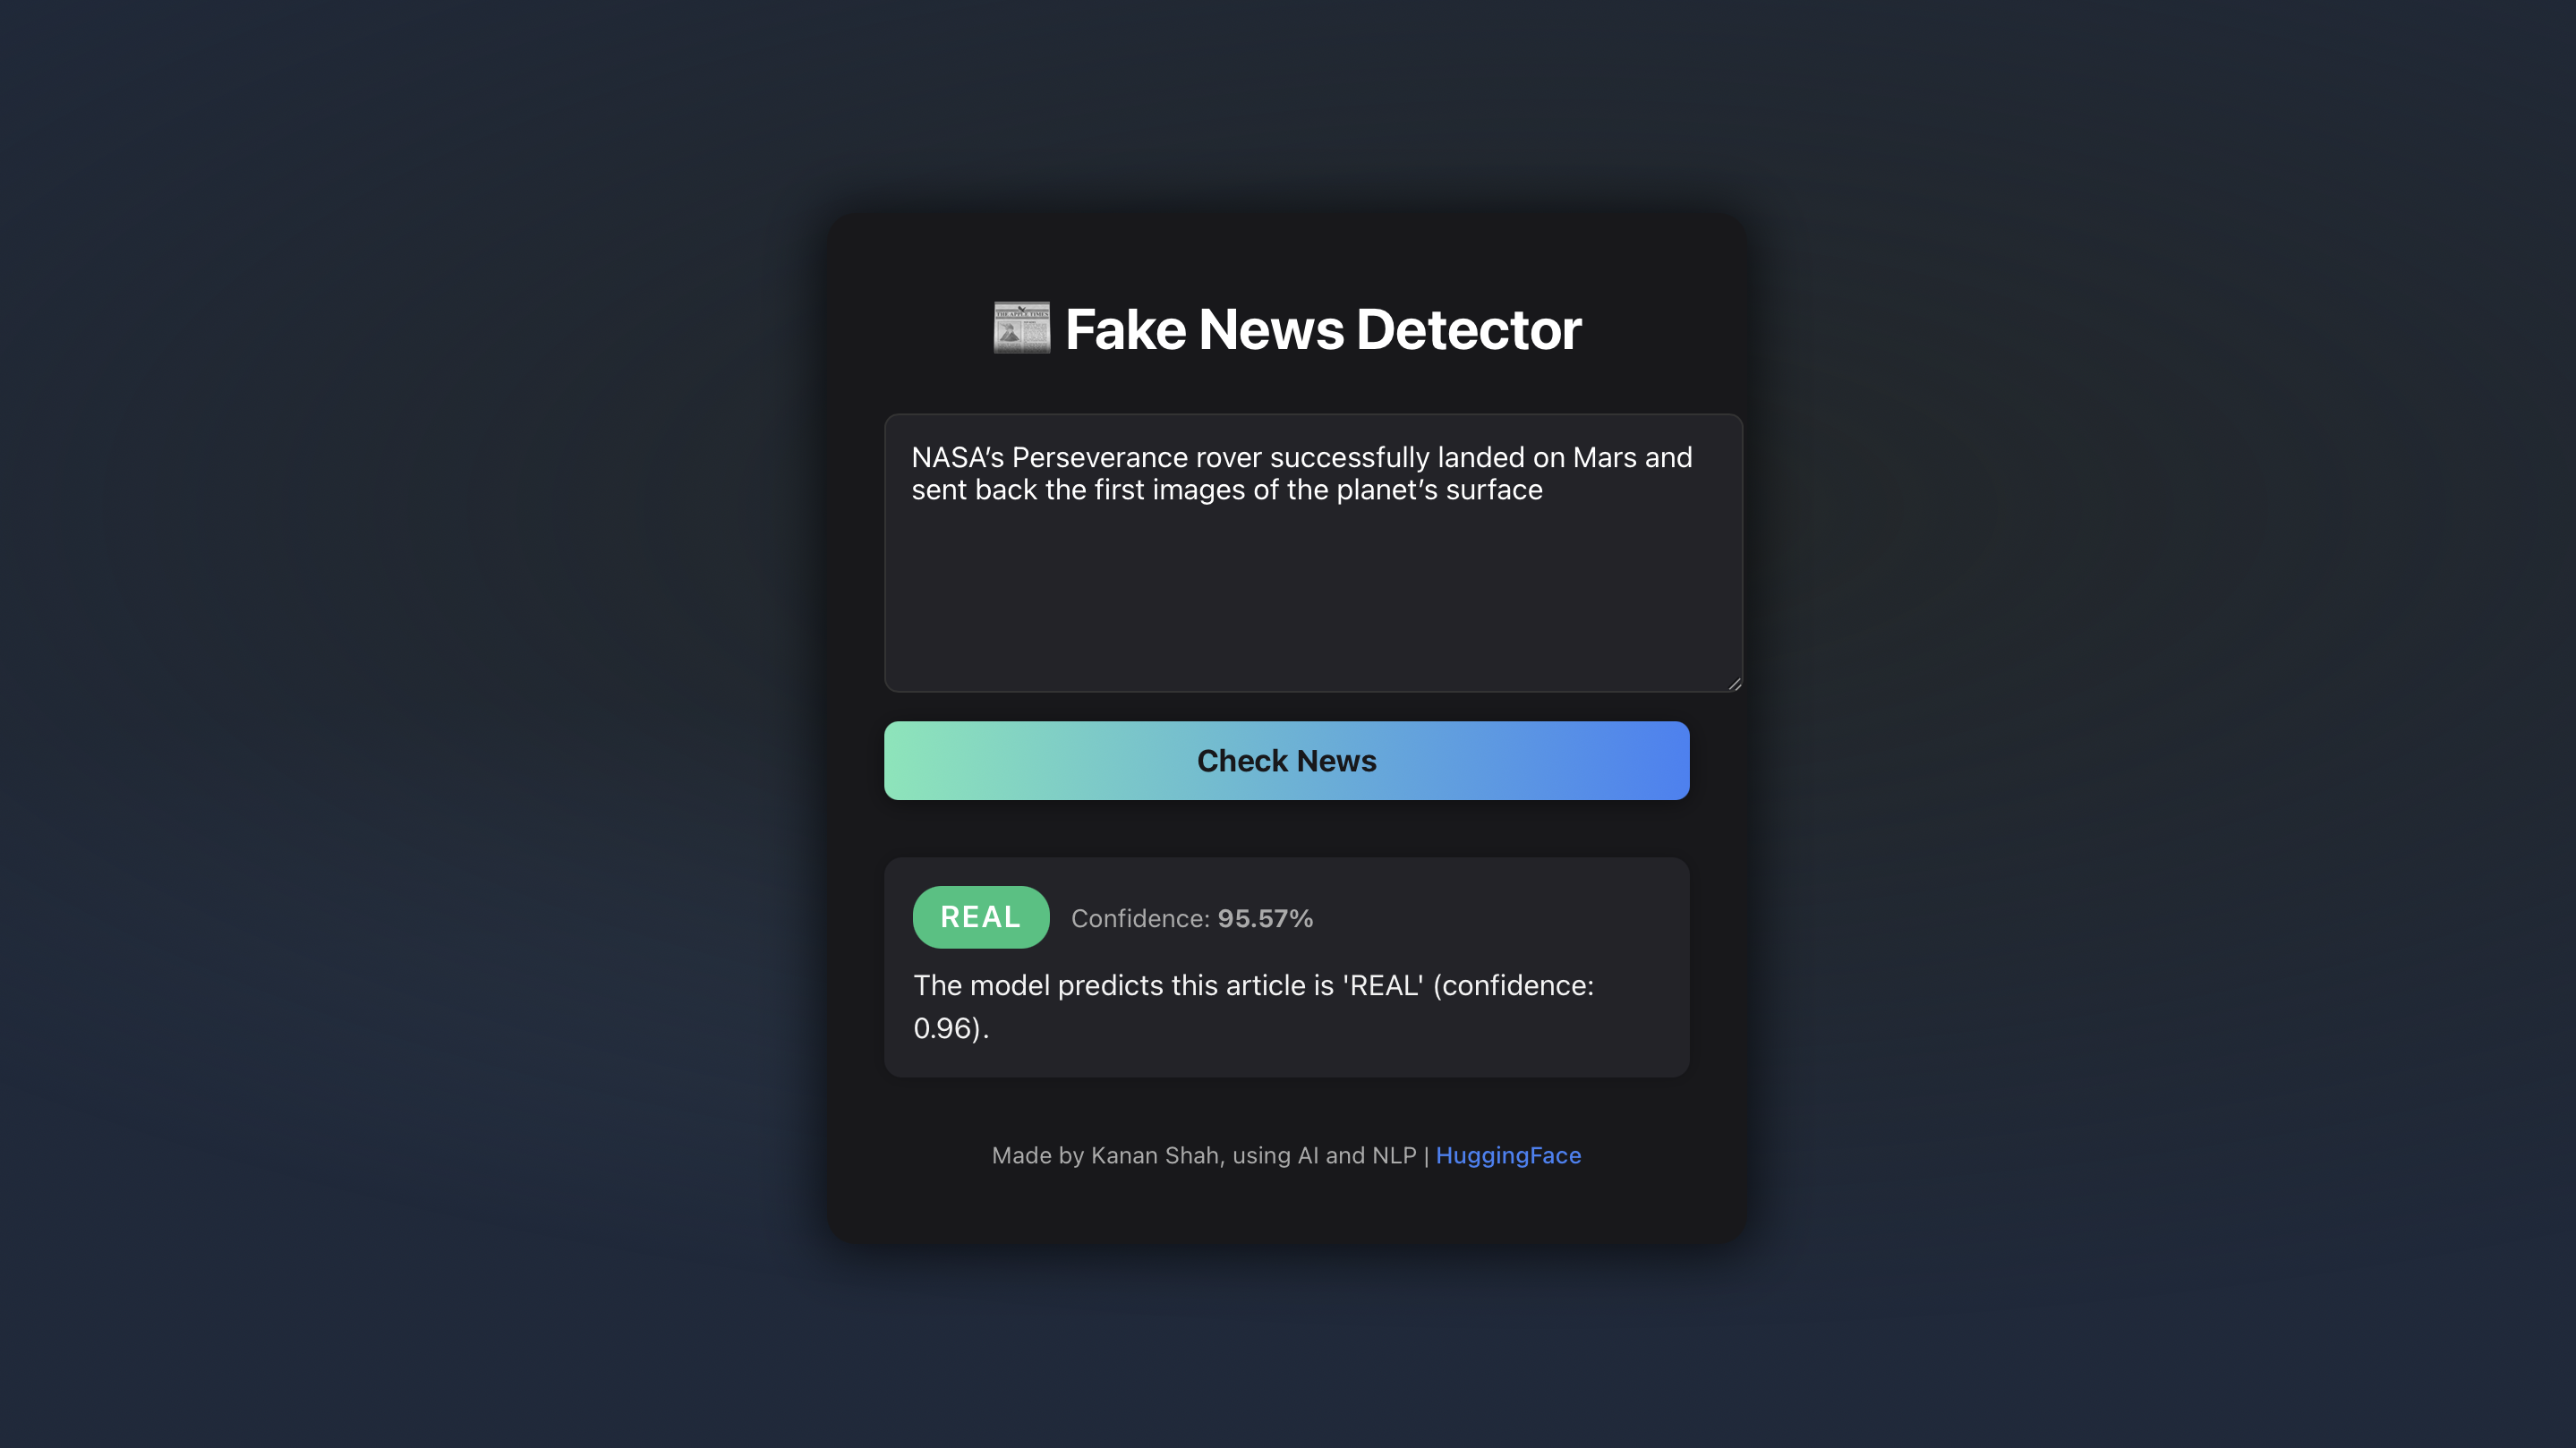 Fake News Detector
NASA’s Perseverance rover successfully landed on Mars and
sent back the first images of the planet’s surface
Check News
REAL Confidence: 95.57%
The model predicts this article is 'REAL' (confidence:
0.96).
Made by Kanan Shah, using AI and NLP | HuggingFace